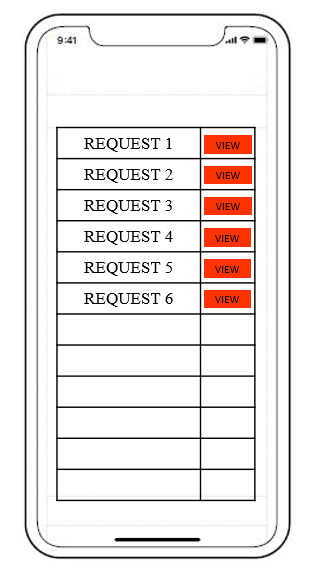 9:41
REQUEST 1 VIEW
REQUEST 2 VIEW
REQUEST 3 VIEW
REQUEST 4 VIEW
REQUEST 5 VIEW
REQUEST 6 VIEW